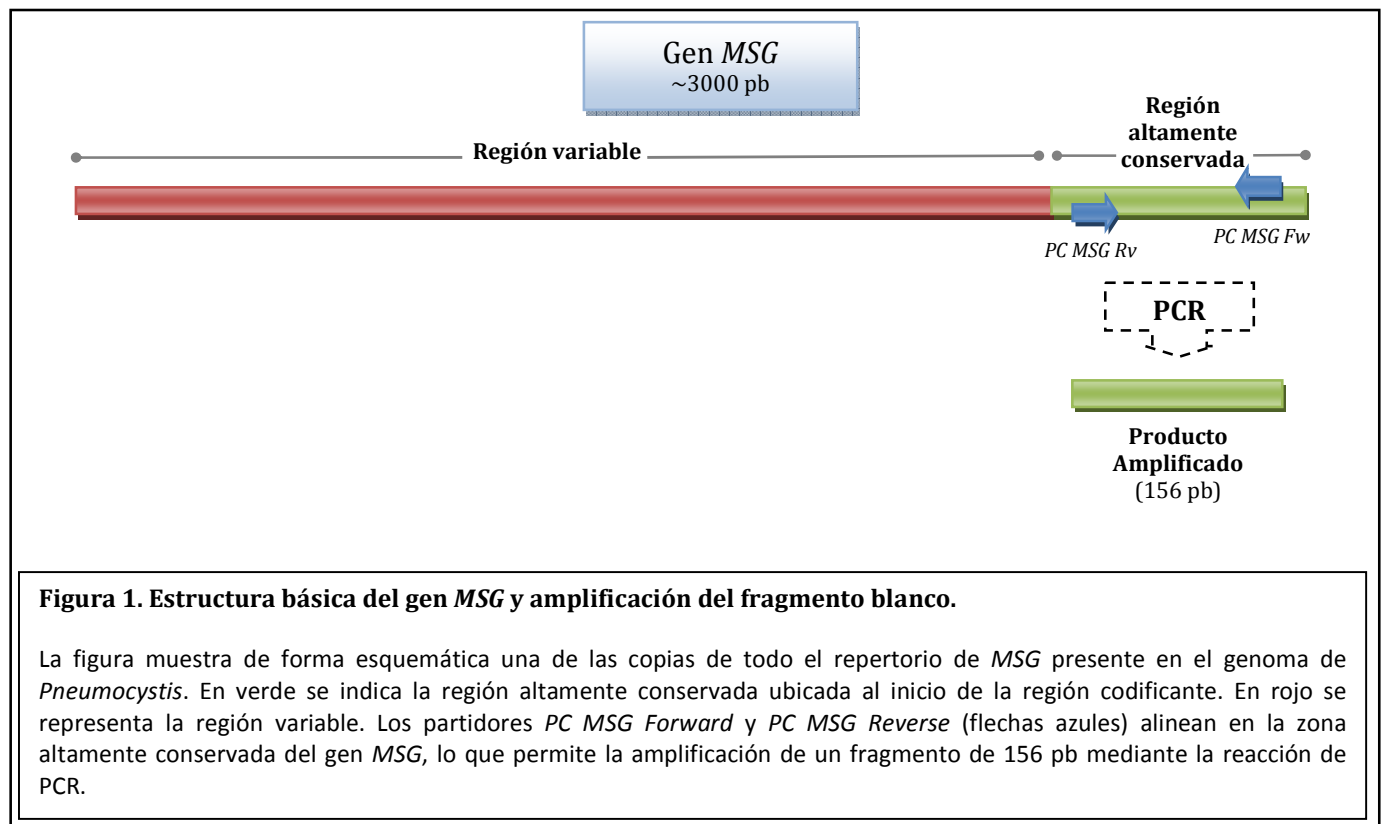 Gen MSG
~3000 pb
Región
altamente
conservada
Región variable
PC MSG Rv
PC MSG Fw
PCR
Producto
Amplificado
(156 pb)
Figura 1. Estructura básica del gen MSG y amplificación del fragmento blanco.
La figura muestra de forma esquemática una de las copias de todo el repertorio de MSG presente en el genoma de
Pneumocystis. En verde se indica la región altamente conservada ubicada al inicio de la región codificante. En rojo se
representa la región variable. Los partidores PC MSG Forward y PC MSG Reverse (flechas azules) alinean en la zona
altamente conservada del gen MSG, lo que permite la amplificación de un fragmento de 156 pb mediante la reacción de
PCR.